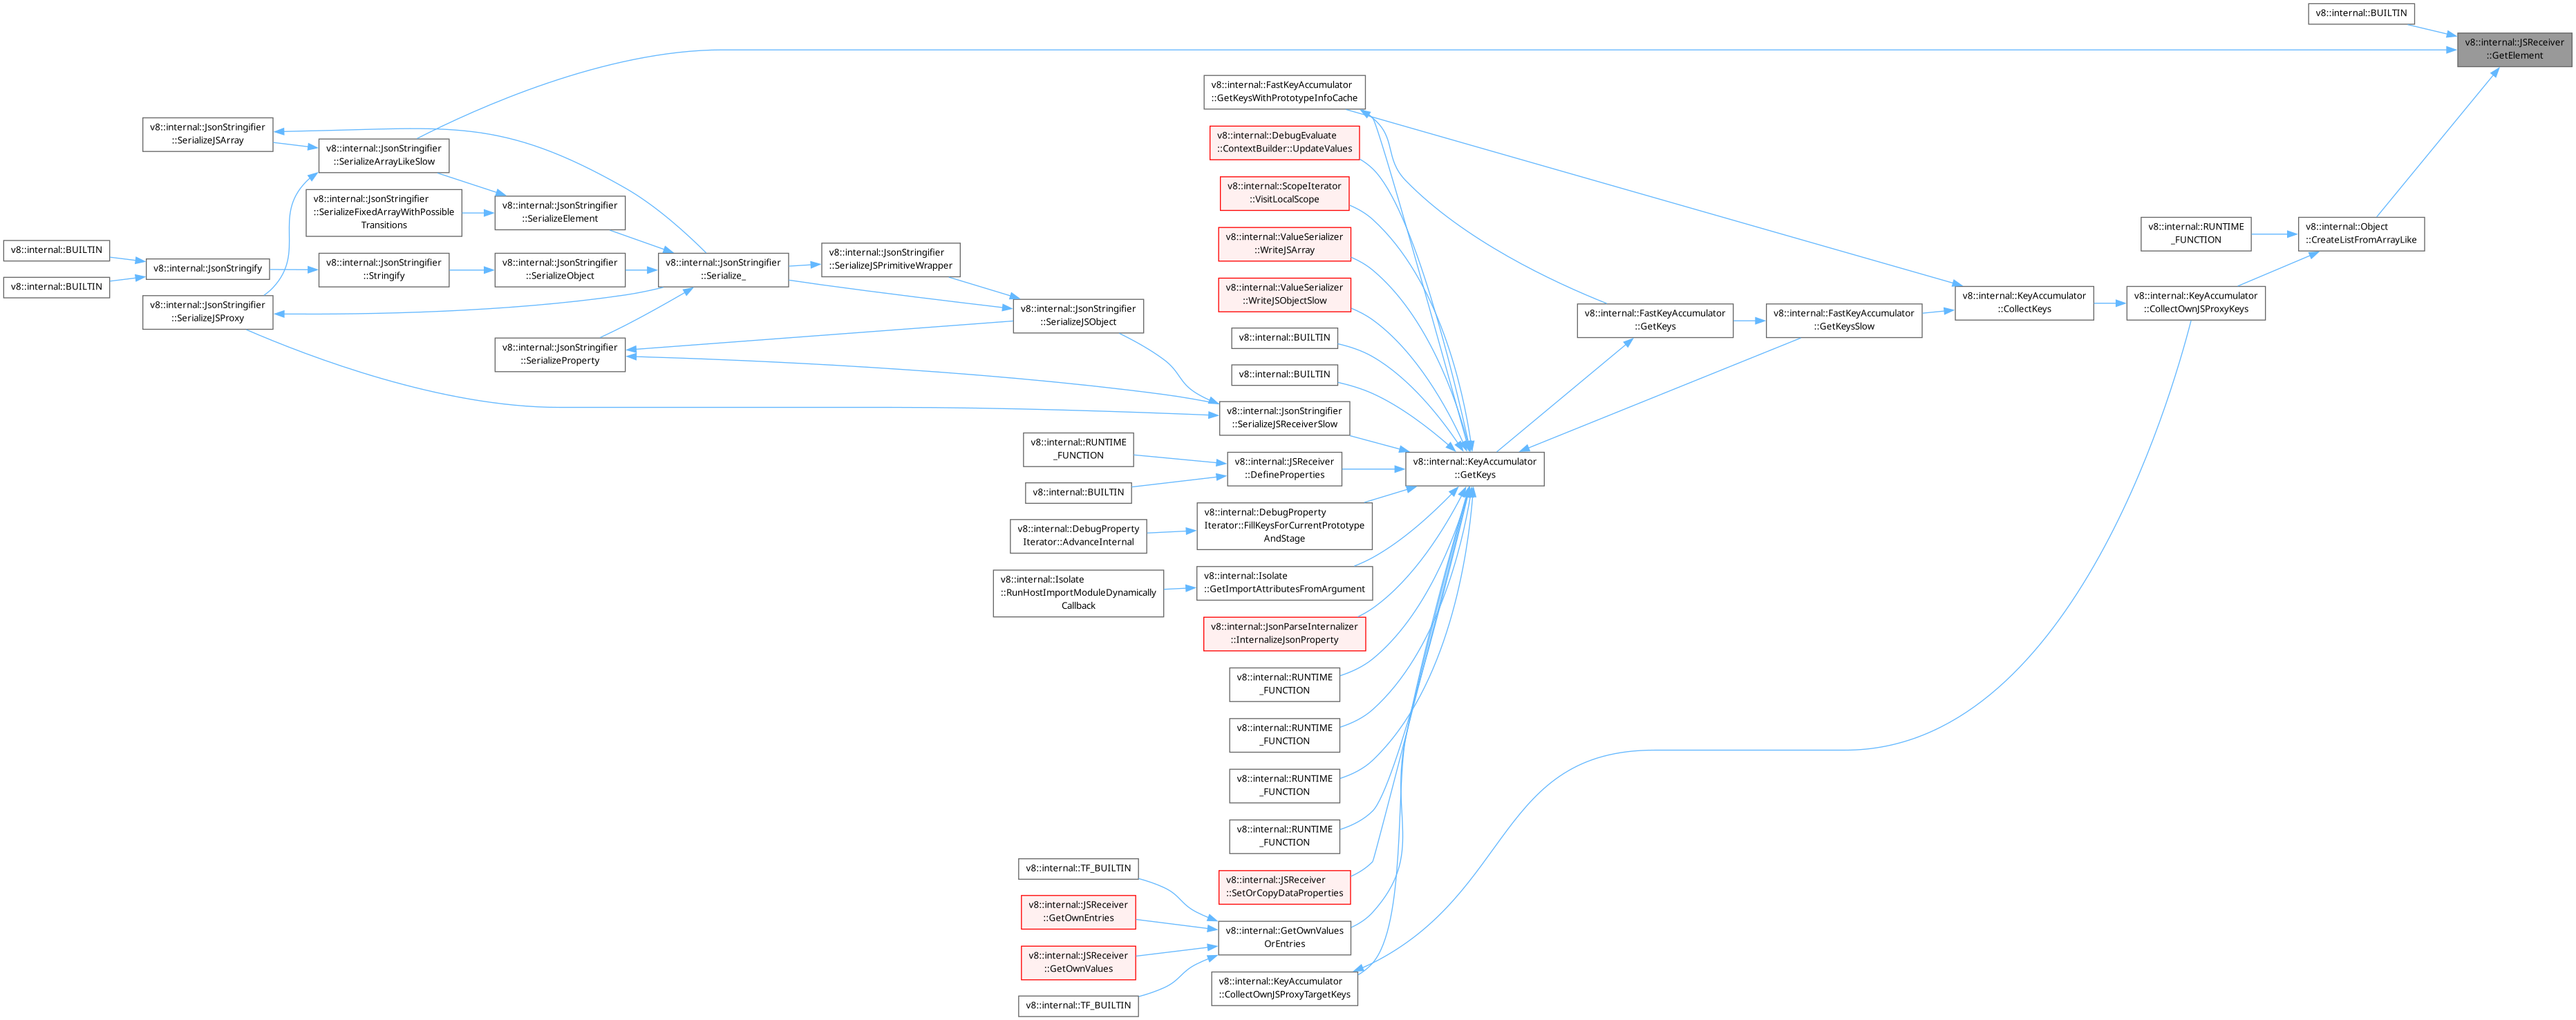 v8::internal::BUILTIN
v8::internal::JSReceiver
::GetElement
v8::internal::FastKeyAccumulator
::GetKeysWithPrototypeInfoCache
v8::internal::JsonStringifier
::SerializeJSArray
v8::internal::DebugEvaluate
::ContextBuilder::UpdateValues
v8::internal::JsonStringifier
::SerializeArrayLikeSlow
v8::internal::ScopeIterator
::VisitLocalScope
v8::internal::JsonStringifier
::SerializeFixedArrayWithPossible
Transitions
v8::internal::JsonStringifier
::SerializeElement
v8::internal::RUNTIME
_FUNCTION
v8::internal::Object
::CreateListFromArrayLike
v8::internal::ValueSerializer
::WriteJSArray
v8::internal::BUILTIN
v8::internal::JsonStringify
v8::internal::JsonStringifier
::Stringify
v8::internal::JsonStringifier
::SerializeObject
v8::internal::JsonStringifier
::Serialize_
v8::internal::JsonStringifier
::SerializeJSPrimitiveWrapper
v8::internal::BUILTIN
v8::internal::ValueSerializer
::WriteJSObjectSlow
v8::internal::KeyAccumulator
::CollectKeys
v8::internal::KeyAccumulator
::CollectOwnJSProxyKeys
v8::internal::JsonStringifier
::SerializeJSProxy
v8::internal::JsonStringifier
::SerializeJSObject
v8::internal::FastKeyAccumulator
::GetKeys
v8::internal::FastKeyAccumulator
::GetKeysSlow
v8::internal::BUILTIN
v8::internal::JsonStringifier
::SerializeProperty
v8::internal::BUILTIN
v8::internal::JsonStringifier
::SerializeJSReceiverSlow
v8::internal::RUNTIME
_FUNCTION
v8::internal::JSReceiver
::DefineProperties
v8::internal::KeyAccumulator
::GetKeys
v8::internal::BUILTIN
v8::internal::DebugProperty
Iterator::AdvanceInternal
v8::internal::DebugProperty
Iterator::FillKeysForCurrentPrototype
AndStage
v8::internal::Isolate
::RunHostImportModuleDynamically
Callback
v8::internal::Isolate
::GetImportAttributesFromArgument
v8::internal::JsonParseInternalizer
::InternalizeJsonProperty
v8::internal::RUNTIME
_FUNCTION
v8::internal::RUNTIME
_FUNCTION
v8::internal::RUNTIME
_FUNCTION
v8::internal::RUNTIME
_FUNCTION
v8::internal::TF_BUILTIN
v8::internal::JSReceiver
::SetOrCopyDataProperties
v8::internal::JSReceiver
::GetOwnEntries
v8::internal::GetOwnValues
OrEntries
v8::internal::JSReceiver
::GetOwnValues
v8::internal::KeyAccumulator
::CollectOwnJSProxyTargetKeys
v8::internal::TF_BUILTIN